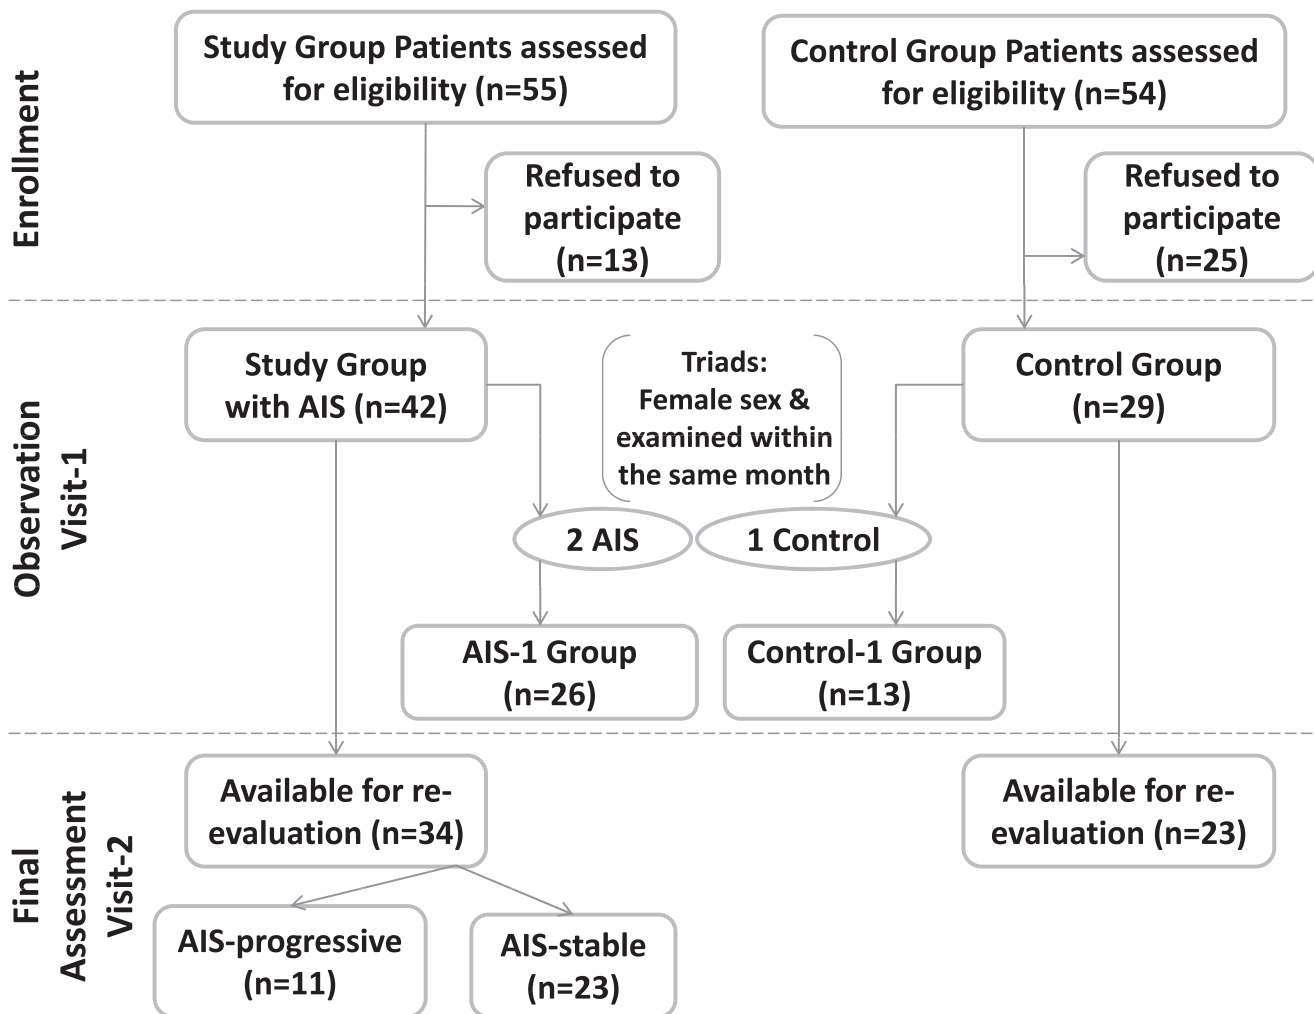 Enrollment
Study Group Patients assessed
for eligibility (n=55)
Control Group Patients assessed
for eligibility (n=54)
Refused to
participate
(n=13)
Refused to
participate
(n=25)
Observation
Visit-1
Study Group
with AIS (n=42)
Triads:
Female sex &
examined within
the same month
Control Group
(n=29)
2 AIS
1 Control
AIS-1 Group
(n=26)
Control-1 Group
(n=13)
Final
Assessment
Visit-2
Available for re-
evaluation (n=34)
Available for re-
evaluation (n=23)
AIS-progressive
(n=11)
AIS-stable
(n=23)